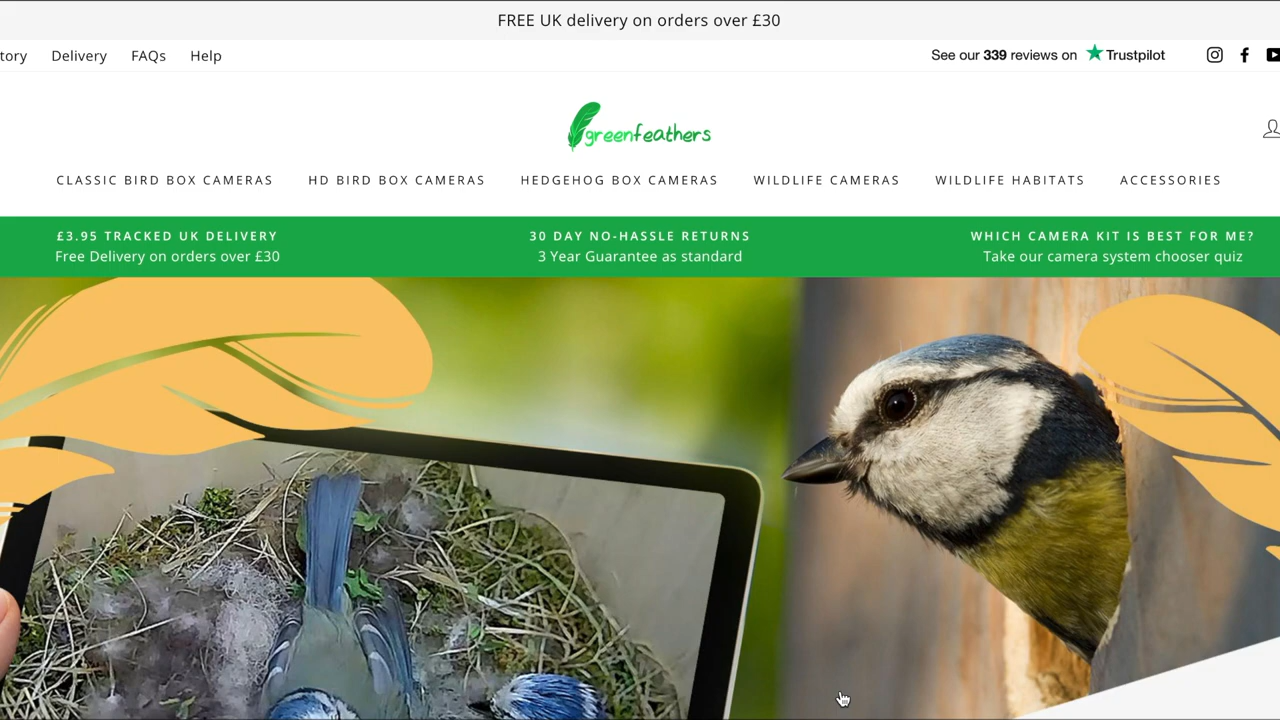 FREE UK delivery on orders over £30
tory Delivery FAQs Help
See our 339 reviews on Trustpilot
greenfeathers
CLASSIC BIRD BOX CAMERAS HD BIRD BOX CAMERAS HEDGEHOG BOX CAMERAS WILDLIFE CAMERAS WILDLIFE HABITATS ACCESSORIES
£3.95 TRACKED UK DELIVERY
Free Delivery on orders over £30
30 DAY NO-HASSLE RETURNS
3 Year Guarantee as standard
WHICH CAMERA KIT IS BEST FOR ME?
Take our camera system chooser quiz